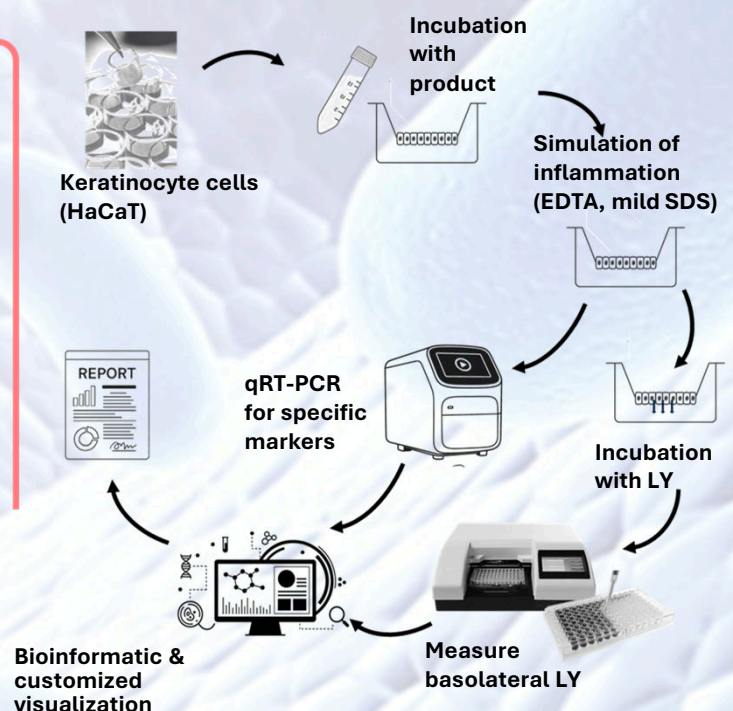 Incubation
with
product
Keratinocyte cells
(HaCaT)
Simulation of
inflammation
(EDTA, mild SDS)
REPORT
qRT-PCR
for specific
markers
Incubation
with LY
Measure
basolateral LY
Bioinformatic &
customized
visualization